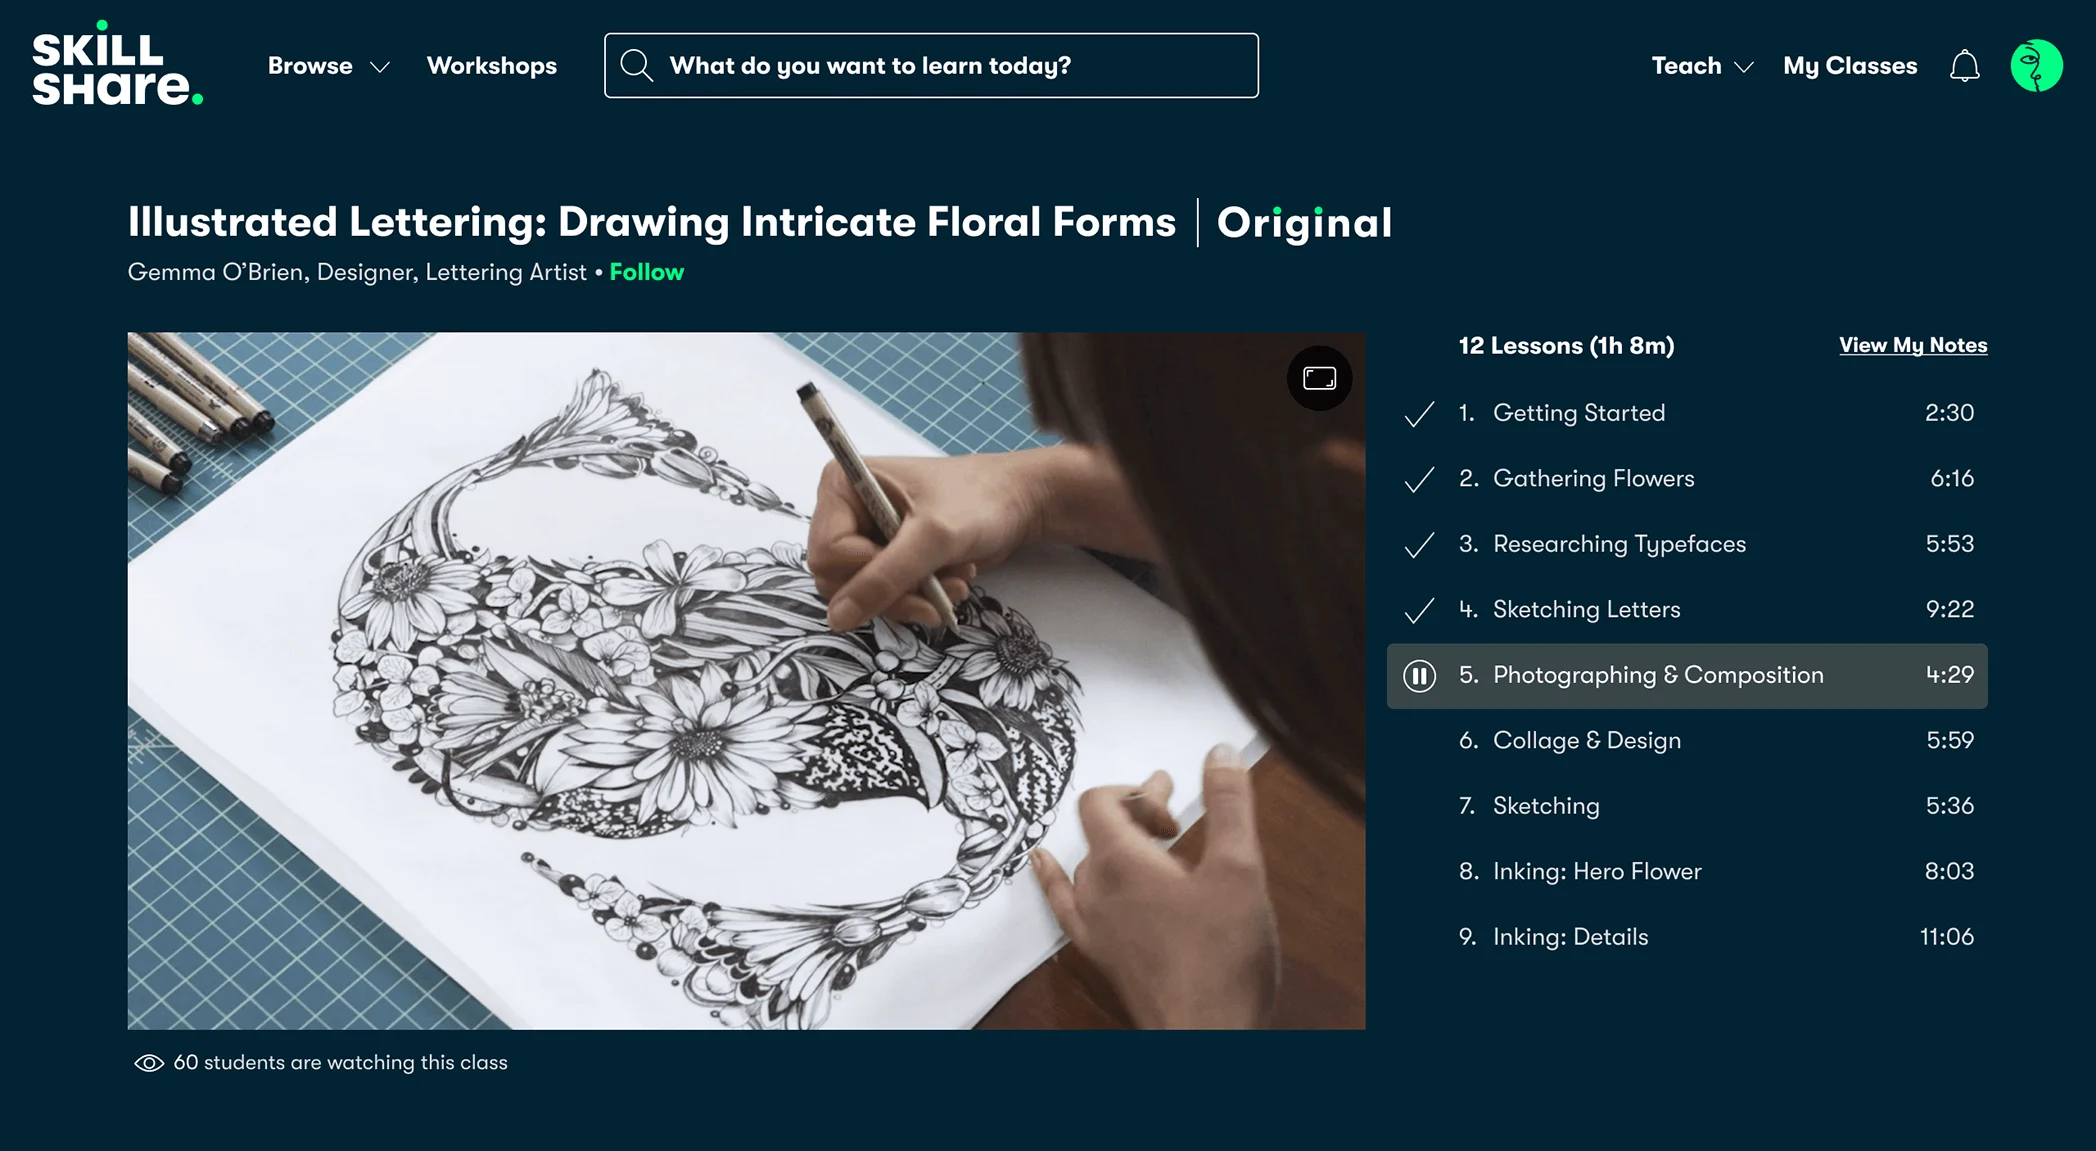 SKILL
SHare.
Browse
Workshops
What do you want to learn today?
Teach
My Classes
Illustrated Lettering: Drawing Intricate Floral Forms | Original
Gemma O’Brien, Designer, Lettering Artist • Follow
12 Lessons (1h 8m)
View My Notes
1. Getting Started 2:30
2. Gathering Flowers 6:16
3. Researching Typefaces 5:53
4. Sketching Letters 9:22
5. Photographing & Composition 4:29
6. Collage & Design 5:59
7. Sketching 5:36
8. Inking: Hero Flower 8:03
9. Inking: Details 11:06
60 students are watching this class